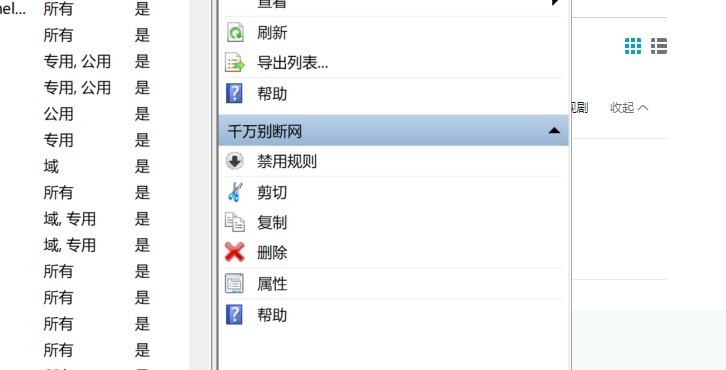 nel... 所有 是
所有 是
专用, 公用 是
专用, 公用 是
公用 是
专用 是
域 是
所有 是
域, 专用 是
域, 专用 是
所有 是
所有 是
所有 是
所有 是
查看
刷新
导出列表...
帮助
千万别断网
禁用规则
剪切
复制
删除
属性
帮助
视剧 收起